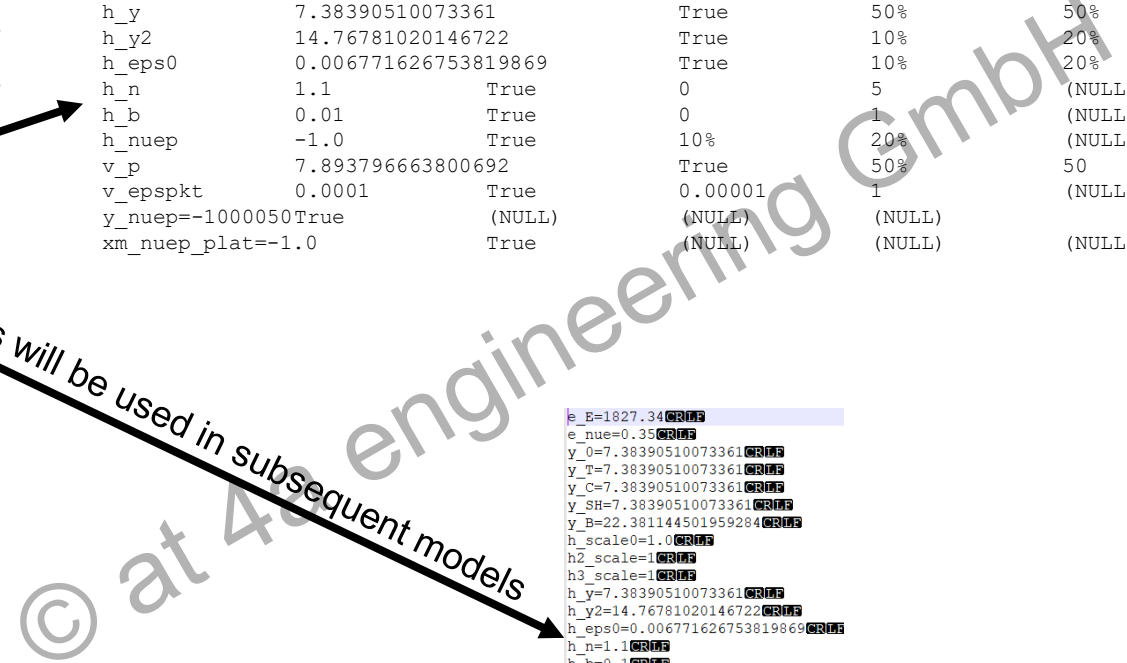 h_y 7.38390510073361 True 50% 50%
h_y2 14.76781020146722 True 10% 20%
h_eps0 0.006771626753819869 True 10% 20%
h_n 1.1 True 0 5 (NULL
h_b 0.01 True 0 1 (NULL
h_nuep -1.0 True 10% 20% (NULL
v_p 7.893796663800692 True 50% 50
v_epspkt 0.0001 True 0.00001 1 (NULL
y_nuep=-1000050True (NULL) (NULL) (NULL)
xm_nuep_plat=-1.0 True (NULL) (NULL) (NULL
s will be used in subsequent models
© at 4a engineering GmbH
e_E=1827.34CRLF
e_nue=0.35CRLF
y_0=7.38390510073361CRLF
y_T=7.38390510073361CRLF
y_C=7.38390510073361CRLF
y_SH=7.38390510073361CRLF
y_B=22.381144501959284CRLF
h_scale0=1.0CRLF
h2_scale=1CRLF
h3_scale=1CRLF
h_y=7.38390510073361CRLF
h_y2=14.76781020146722CRLF
h_eps0=0.006771626753819869CRLF
h_n=1.1CRLF
h_b=0.1CRLF